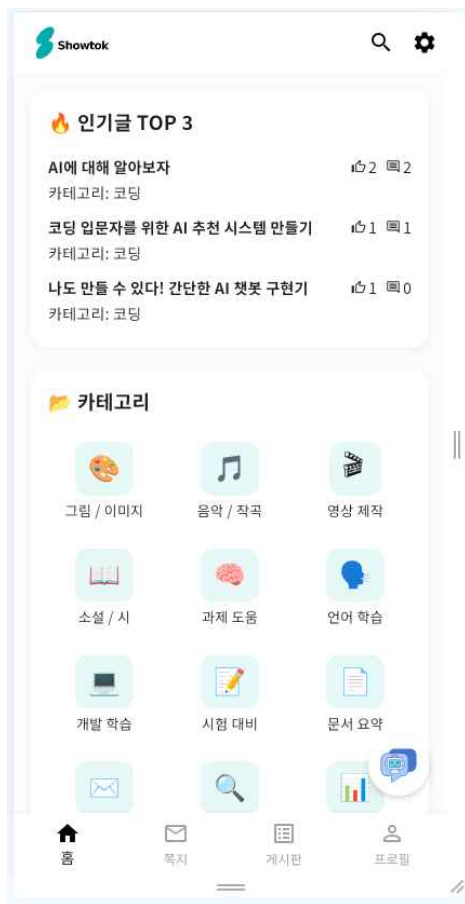 Showtok
🔥 인기글 TOP 3
AI에 대해 알아보자
2 2
카테고리: 코딩
코딩 입문자를 위한 AI 추천 시스템 만들기
1 1
카테고리: 코딩
나도 만들 수 있다! 간단한 AI 챗봇 구현기
1 0
카테고리: 코딩
📂 카테고리
그림 / 이미지
음악 / 작곡
영상 제작
소설 / 시
과제 도움
언어 학습
개발 학습
시험 대비
문서 요약
홈
쪽지
게시판
프로필